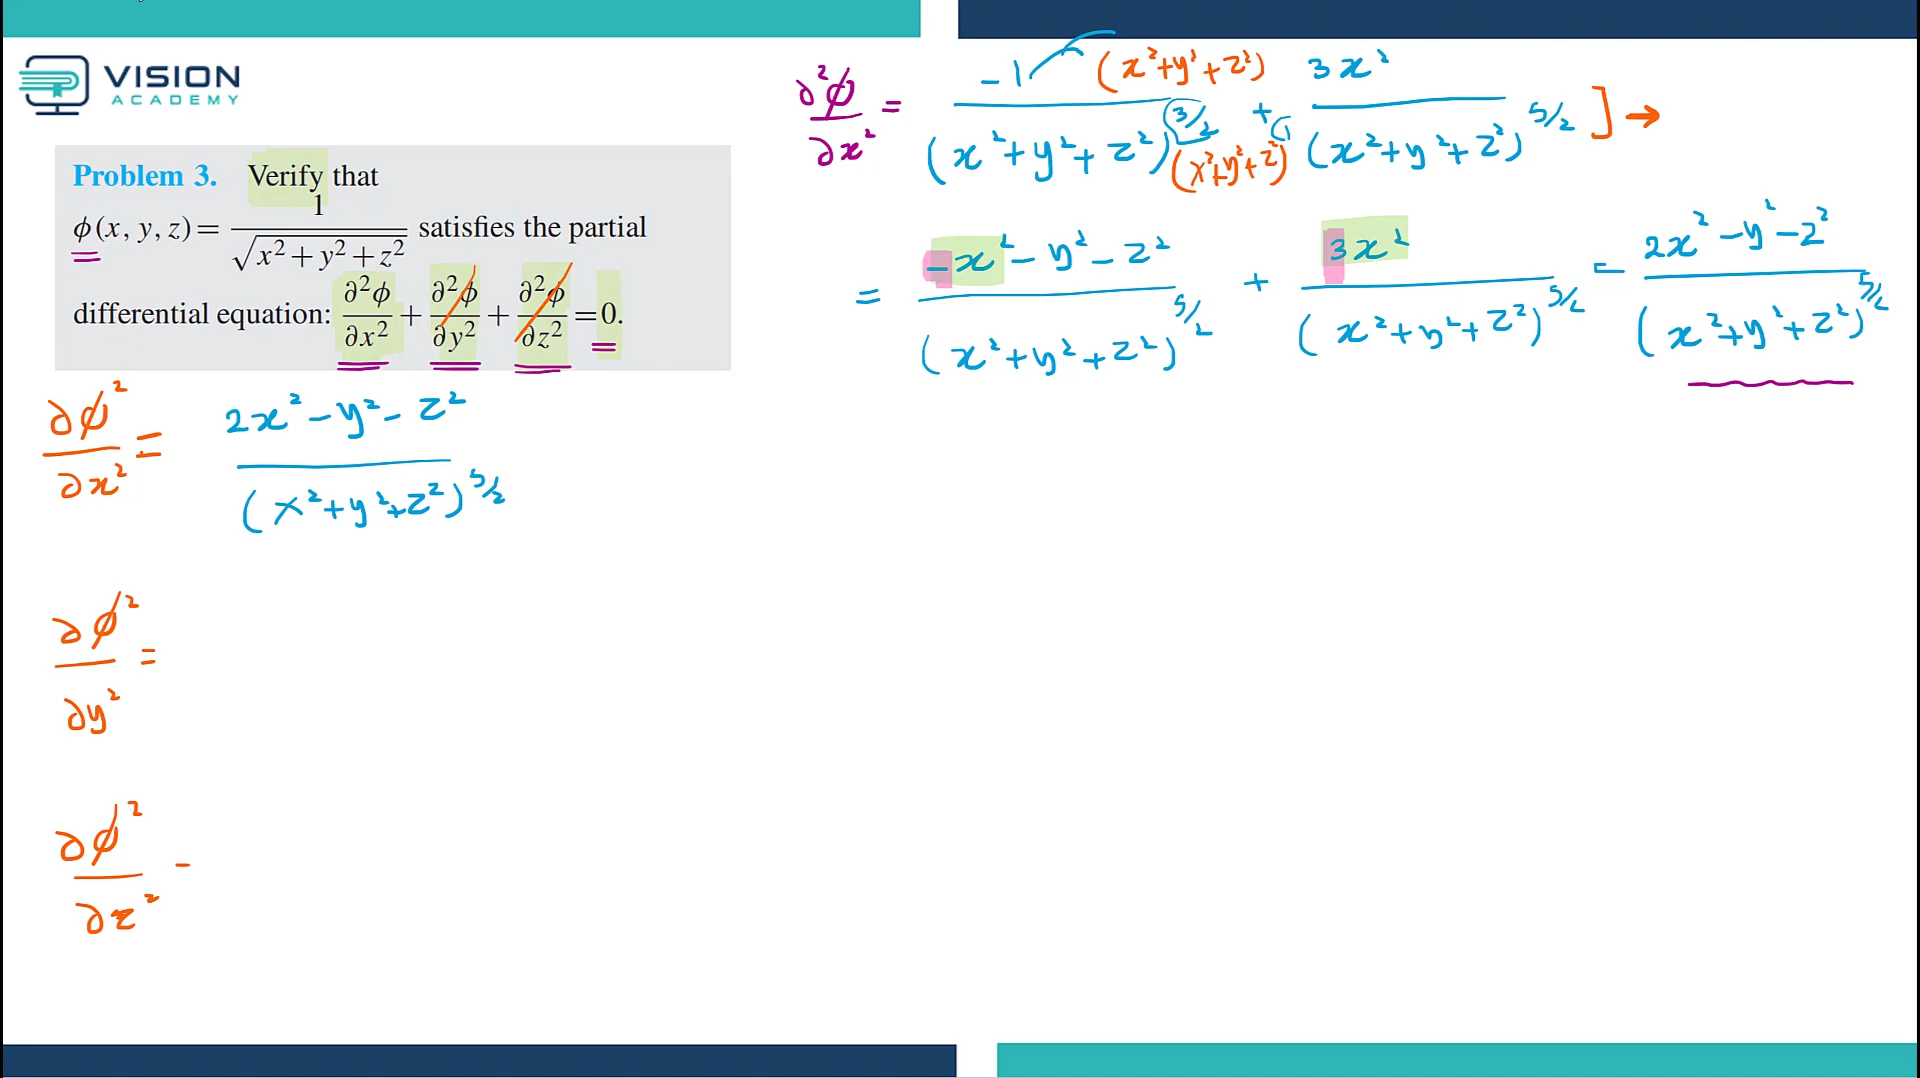 VISION
ACADEMY
Problem 3. Verify that
ϕ(x, y, z) = 1/√(x² + y² + z²) satisfies the partial
differential equation: ∂²ϕ/∂x² + ∂²ϕ/∂y² + ∂²ϕ/∂z² = 0.
∂²ϕ/∂x² = -1 (x²+y²+z²) / (x²+y²+z²)^3/2 (x²+y²+z²) + 3x² / (x²+y²+z²)^5/2 ] →
= -x² - y² - z² / (x²+y²+z²)^5/2 + 3x² / (x²+y²+z²)^5/2 = 2x² - y² - z² / (x²+y²+z²)^5/2
∂ϕ²/∂x² = 2x² - y² - z² / (x²+y²+z²)^5/2
∂ϕ²/∂y² =
∂ϕ²/∂z² -